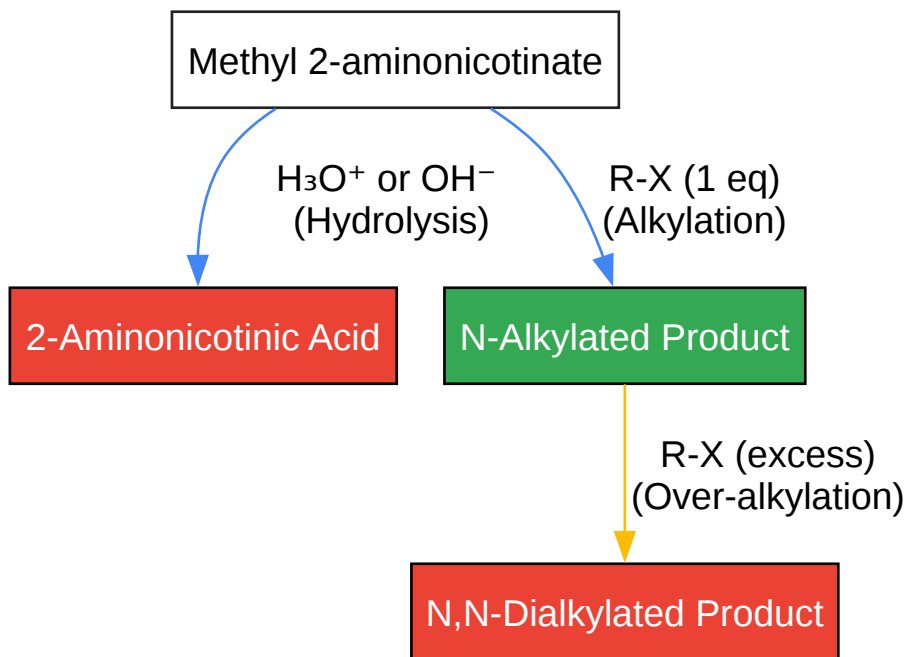 Methyl 2-aminonicotinate
H₃O⁺ or OH⁻
(Hydrolysis)
R-X (1 eq)
(Alkylation)
2-Aminonicotinic Acid
N-Alkylated Product
R-X (excess)
(Over-alkylation)
N,N-Dialkylated Product